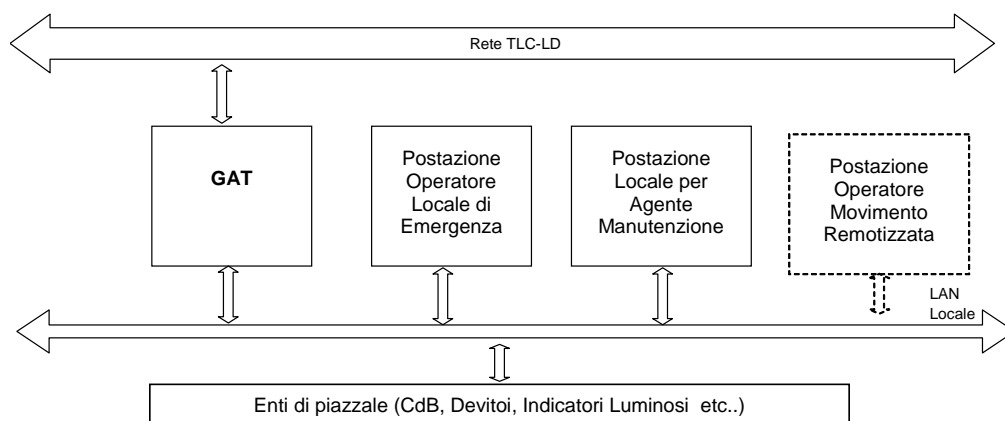 Rete TLC-LD
GAT
Postazione
Operatore
Locale di
Emergenza
Postazione
Locale per
Agente
Manutenzione
Postazione
Operatore
Movimento
Remotizzata
LAN
Locale
Enti di piazzale (CdB, Devitoi, Indicatori Luminosi etc..)